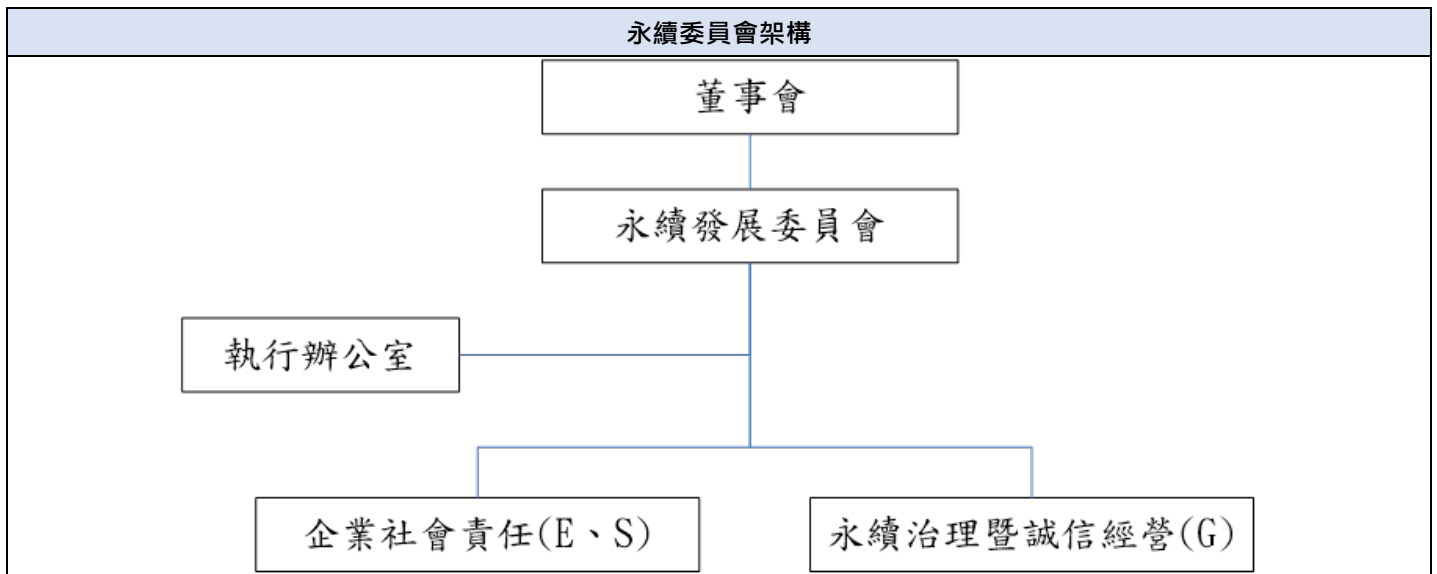 永續委員會架構
董事會
永續發展委員會
執行辦公室
企業社會責任(E、S)
永續治理暨誠信經營(G)